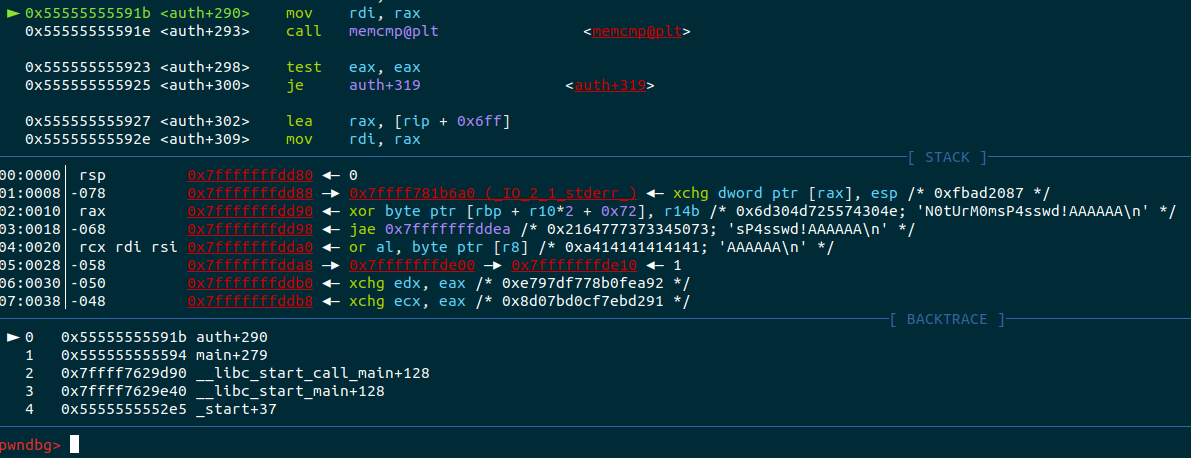 ► 0x55555555591b <auth+290>    mov    rdi, rax
0x55555555591e <auth+293>    call   memcmp@plt                <memcmp@plt>
0x555555555923 <auth+298>    test   eax, eax
0x555555555925 <auth+300>    je     auth+319                <auth+319>
0x555555555927 <auth+302>    lea    rax, [rip + 0x6ff]
0x55555555592e <auth+309>    mov    rdi, rax
[ STACK ]
00:0000│ rsp         0x7fffffffdd80 ◄— 0
01:0008│-078         0x7fffffffdd88 —► 0x7ffff781b6a0 (_IO_2_1_stderr_) ◄— xchg dword ptr [rax], esp /* 0xfbad2087 */
02:0010│ rax         0x7fffffffdd90 ◄— xor byte ptr [rbp + r10*2 + 0x72], r14b /* 0x6d304d725574304e; 'N0tUrM0msP4sswd!AAAAAA\n' */
03:0018│-068         0x7fffffffdd98 ◄— jae 0x7fffffffddea /* 0x2164777373345073; 'sP4sswd!AAAAAA\n' */
04:0020│ rcx rdi rsi 0x7fffffffdda0 ◄— or al, byte ptr [r8] /* 0xa414141414141; 'AAAAAA\n' */
05:0028│-058         0x7fffffffdda8 —► 0x7fffffffde00 —► 0x7fffffffde10 ◄— 1
06:0030│-050         0x7fffffffddb0 ◄— xchg edx, eax /* 0xe797df778b0fea92 */
07:0038│-048         0x7fffffffddb8 ◄— xchg ecx, eax /* 0x8d07bd0cf7ebd291 */
[ BACKTRACE ]
► 0   0x55555555591b auth+290
1   0x555555555594 main+279
2   0x7ffff7629d90 __libc_start_call_main+128
3   0x7ffff7629e40 __libc_start_main+128
4   0x5555555552e5 _start+37
pwndbg>